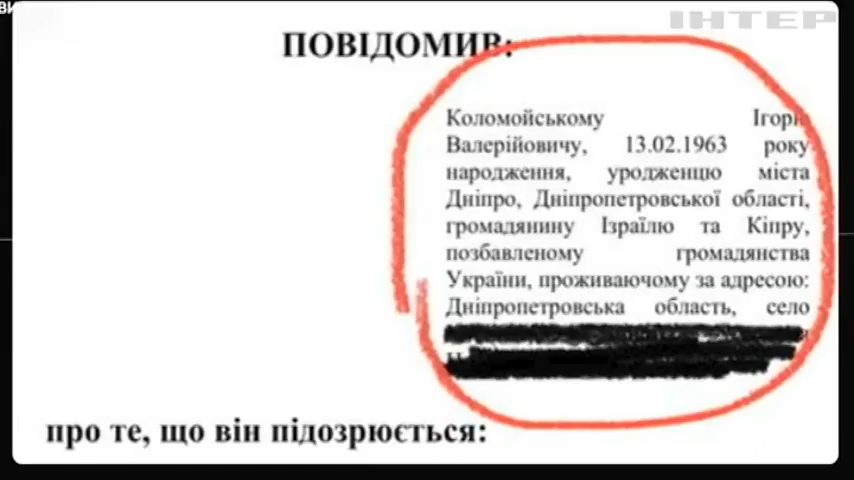 ІНТЕР
ПОВІДОМИВ:
Коломойському Ігорю
Валерійовичу, 13.02.1963 року
народження, уродженцю міста
Дніпро, Дніпропетровської області,
громадянину Ізраїлю та Кіпру,
позбавленому громадянства
України, проживаючому за адресою:
Дніпропетровська область, село
про те, що він підозрюється: